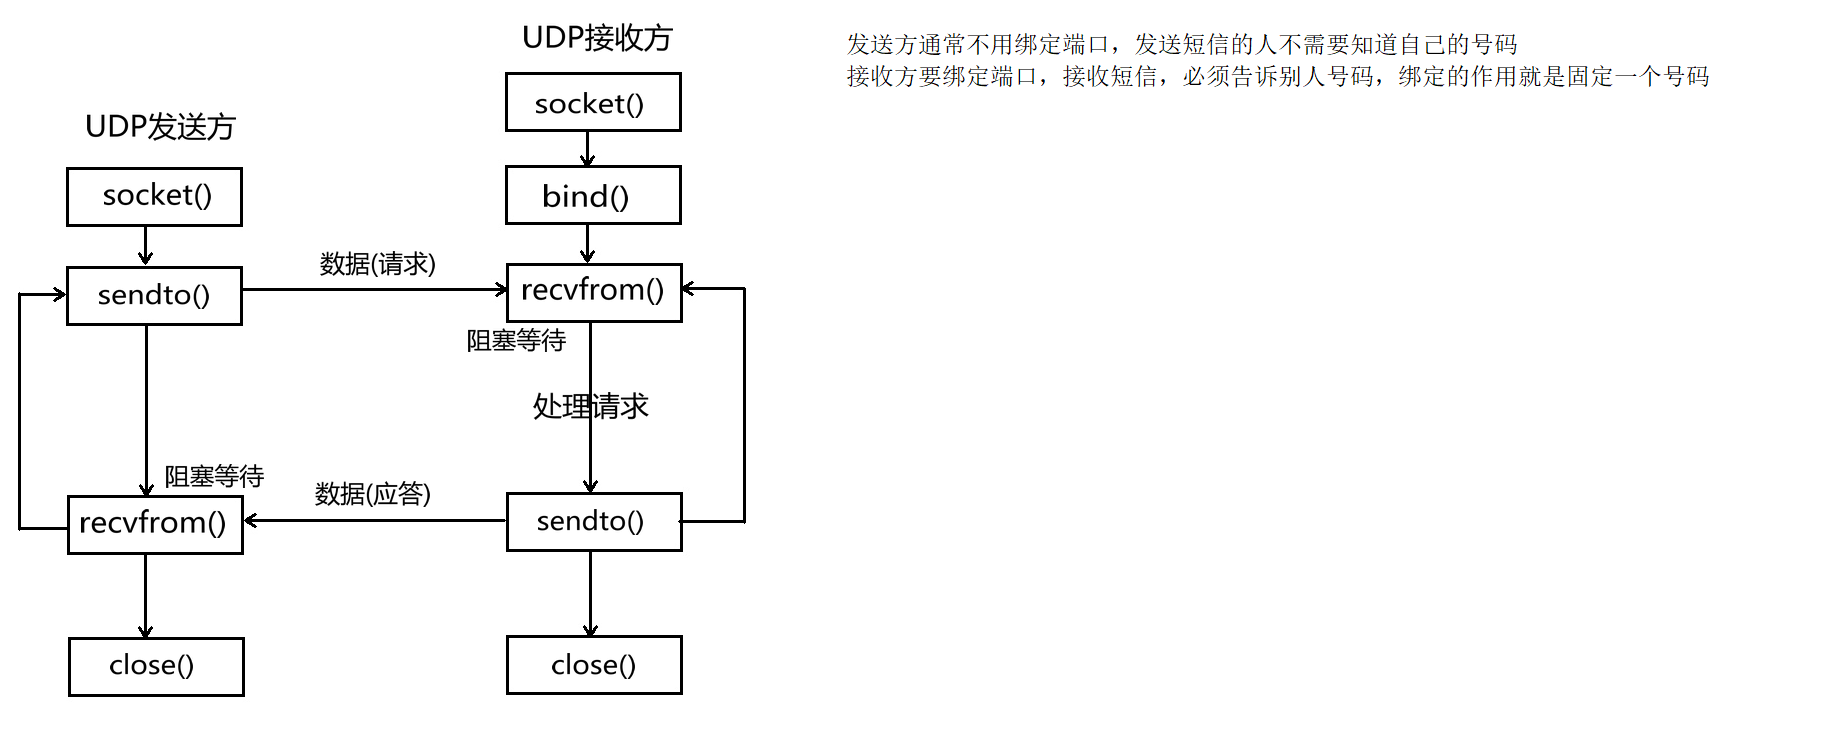 UDP接收方
发送方通常不用绑定端口，发送短信的人不需要知道自己的号码
接收方要绑定端口，接收短信，必须告诉别人号码，绑定的作用就是固定一个号码
socket()
UDP发送方
socket()
bind()
数据(请求)
sendto()
recvfrom()
阻塞等待
处理请求
阻塞等待
数据(应答)
recvfrom()
sendto()
close()
close()